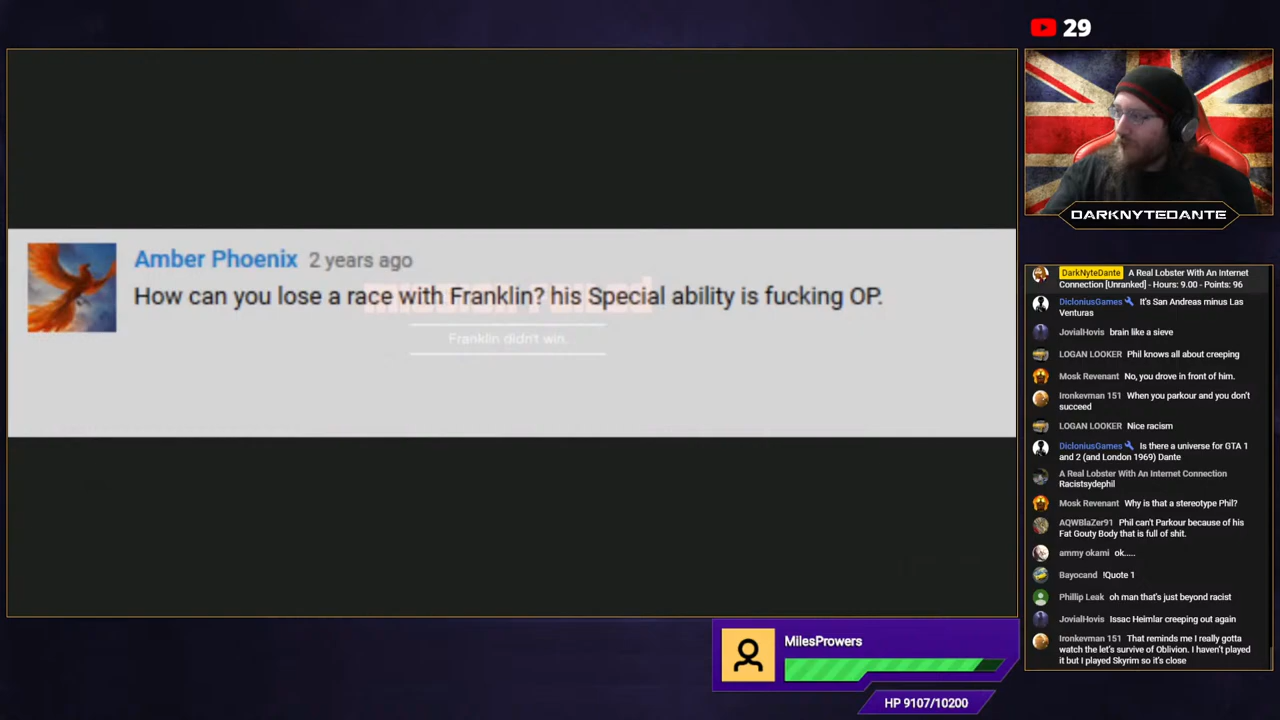 29
Amber Phoenix 2 years ago
How can you lose a race with Franklin? his Special ability is fucking OP.
Franklin didn't win.
DARKNYTEDANTE
DarkNyteDante A Real Lobster With An Internet
Connection [Unranked] - Hours: 9.00 - Points: 96
DicloniusGames It's San Andreas minus Las
Venturas
JovialHovis brain like a sieve
LOGAN LOOKER Phil knows all about creeping
Mosk Revenant No, you drove in front of him.
Ironkevman 151 When you parkour and you don't
succeed
LOGAN LOOKER Nice racism
DicloniusGames Is there a universe for GTA 1
and 2 (and London 1969) Dante
A Real Lobster With An Internet Connection
Racistsydephil
Mosk Revenant Why is that a stereotype Phil?
AQWBlaZer91 Phil can't Parkour because of his
Fat Gouty Body that is full of shit.
ammy okami ok.....
Bayocand !Quote 1
Phillip Leak oh man that's just beyond racist
JovialHovis Issac Heimlar creeping out again
Ironkevman 151 That reminds me I really gotta
watch the let's survive of Oblivion. I haven't played
it but I played Skyrim so it's close
MilesProwers
HP 9107/10200